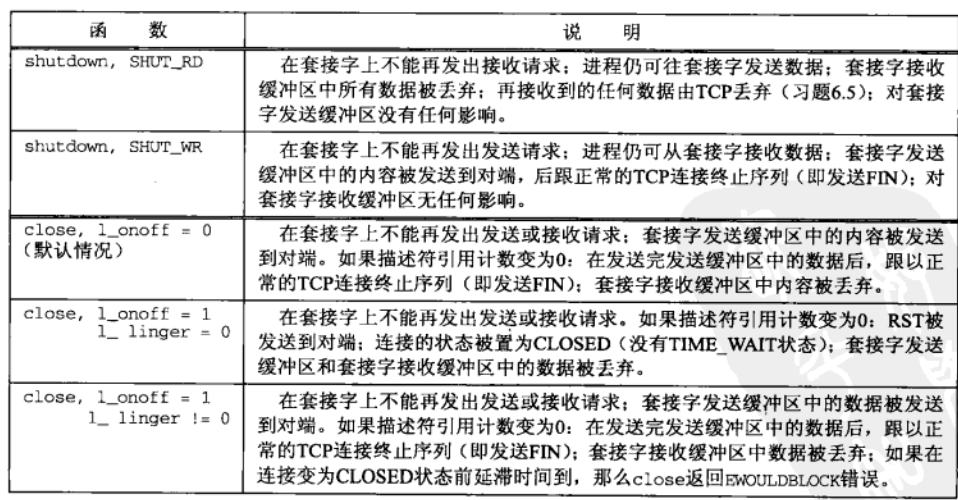 函 数 说 明
shutdown, SHUT_RD 在套接字上不能再发出接收请求；进程仍可往套接字发送数据；套接字接收
缓冲区中所有数据被丢弃；再接收到的任何数据由TCP丢弃（习题6.5）；对套接
字发送缓冲区没有任何影响。
shutdown, SHUT_WR 在套接字上不能再发出发送请求；进程仍可从套接字接收数据；套接字发送
缓冲区中的内容被发送到对端，后跟正常的TCP连接终止序列（即发送FIN）；对
套接字接收缓冲区无任何影响。
close, l_onoff = 0 在套接字上不能再发出发送或接收请求；套接字发送缓冲区中的内容被发送
（默认情况） 到对端。如果描述符引用计数变为0：在发送完发送缓冲区中的数据后，跟以正
常的TCP连接终止序列（即发送FIN）；套接字接收缓冲区中内容被丢弃。
close, l_onoff = 1 在套接字上不能再发出发送或接收请求。如果描述符引用计数变为0：RST被
l_ linger = 0 发送到对端；连接的状态被置为CLOSED（没有TIME_WAIT状态）；套接字发送
缓冲区和套接字接收缓冲区中的数据被丢弃。
close, l_onoff = 1 在套接字上不能再发出发送或接收请求；套接字发送缓冲区中的数据被发送
l_ linger != 0 到对端。如果描述符引用计数变为0：在发送完发送缓冲区中的数据后，跟以正
常的TCP连接终止序列（即发送FIN）；套接字接收缓冲区中数据被丢弃；如果在
连接变为CLOSED状态前延滞时间到，那么close返回EWOULDBLOCK错误。